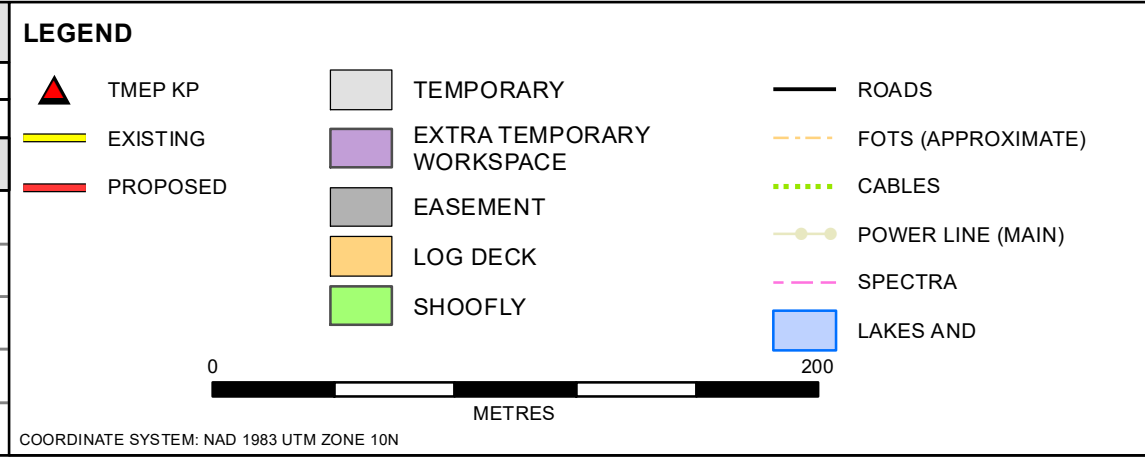 LEGEND
TMEP KP
EXISTING
PROPOSED
TEMPORARY
EXTRA TEMPORARY
WORKSPACE
EASEMENT
LOG DECK
SHOOFLY
ROADS
FOTS (APPROXIMATE)
CABLES
POWER LINE (MAIN)
SPECTRA
LAKES AND
0 200
METRES
COORDINATE SYSTEM: NAD 1983 UTM ZONE 10N